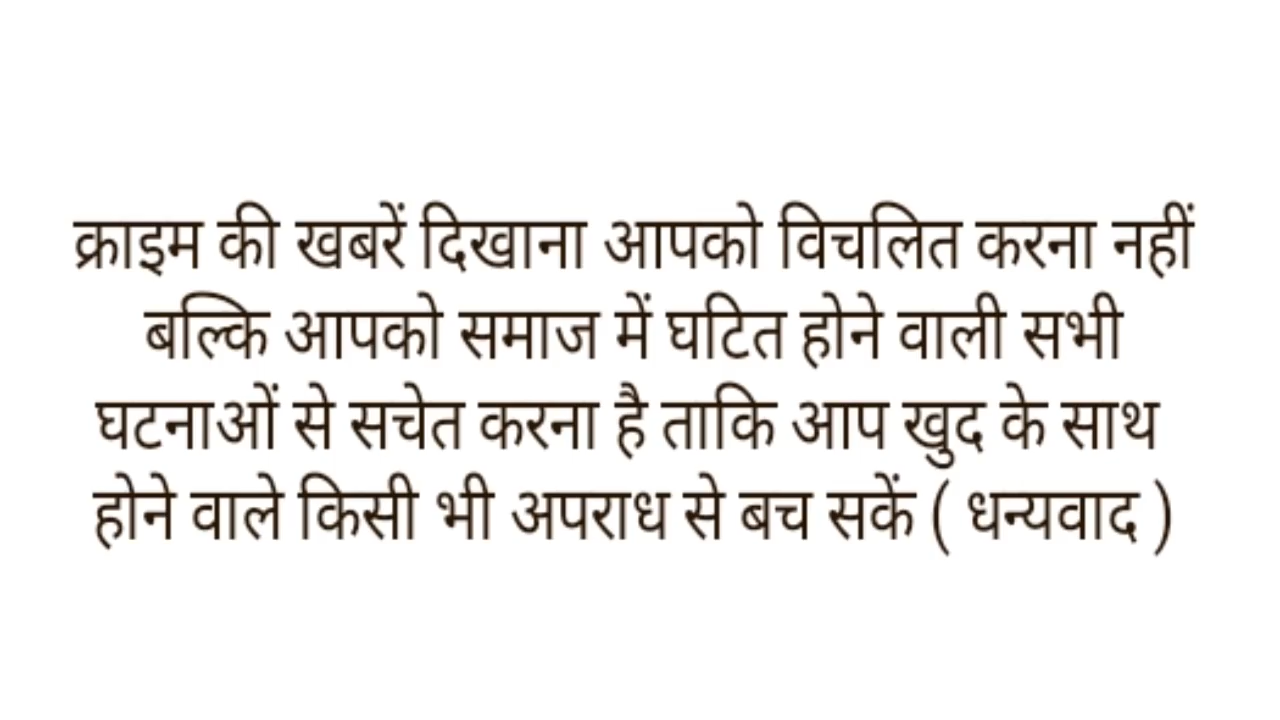 क्राइम की खबरें दिखाना आपको विचलित करना नहीं
बल्कि आपको समाज में घटित होने वाली सभी
घटनाओं से सचेत करना है ताकि आप खुद के साथ
होने वाले किसी भी अपराध से बच सकें ( धन्यवाद )